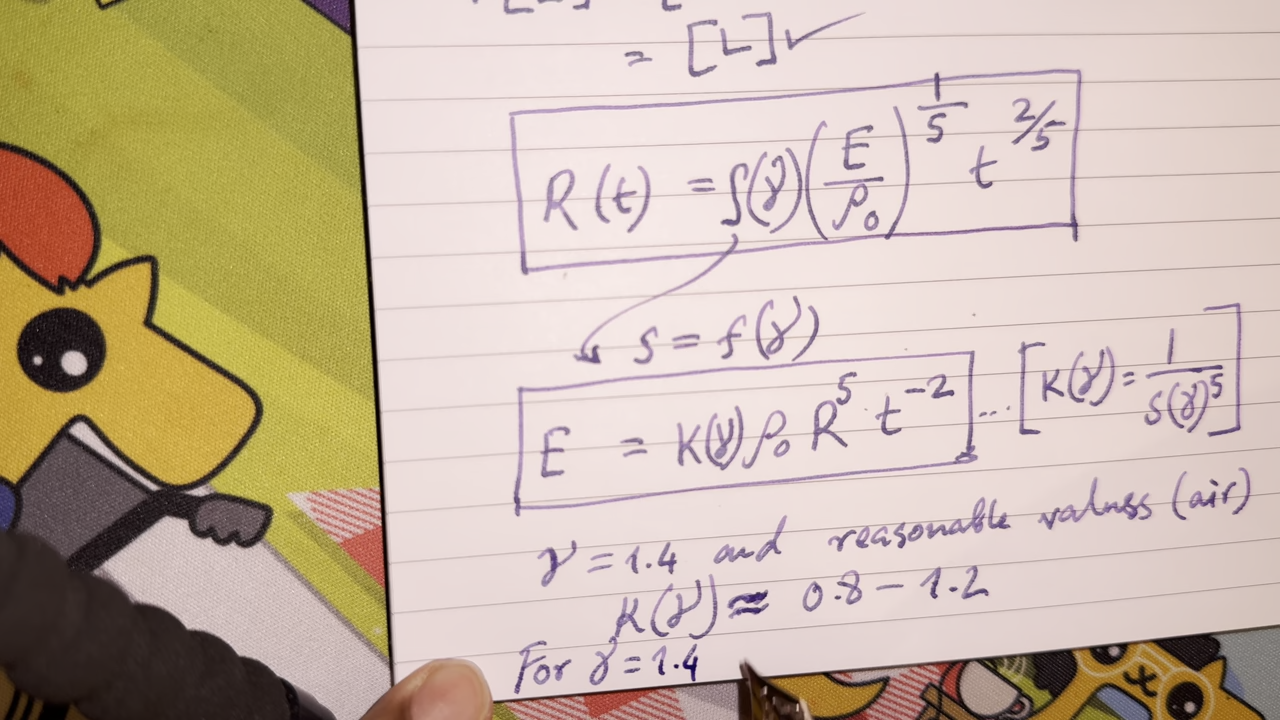 = [L] ✓
R(t) = S(γ) (E/ρ₀)^(1/5) t^(2/5)
S = f(γ)
E = K(γ) ρ₀ R⁵ t⁻² ... [K(γ) = 1/S(γ)⁵]
γ = 1.4 and reasonable valuess (air)
K(γ) ≈ 0.8 – 1.2
For γ = 1.4